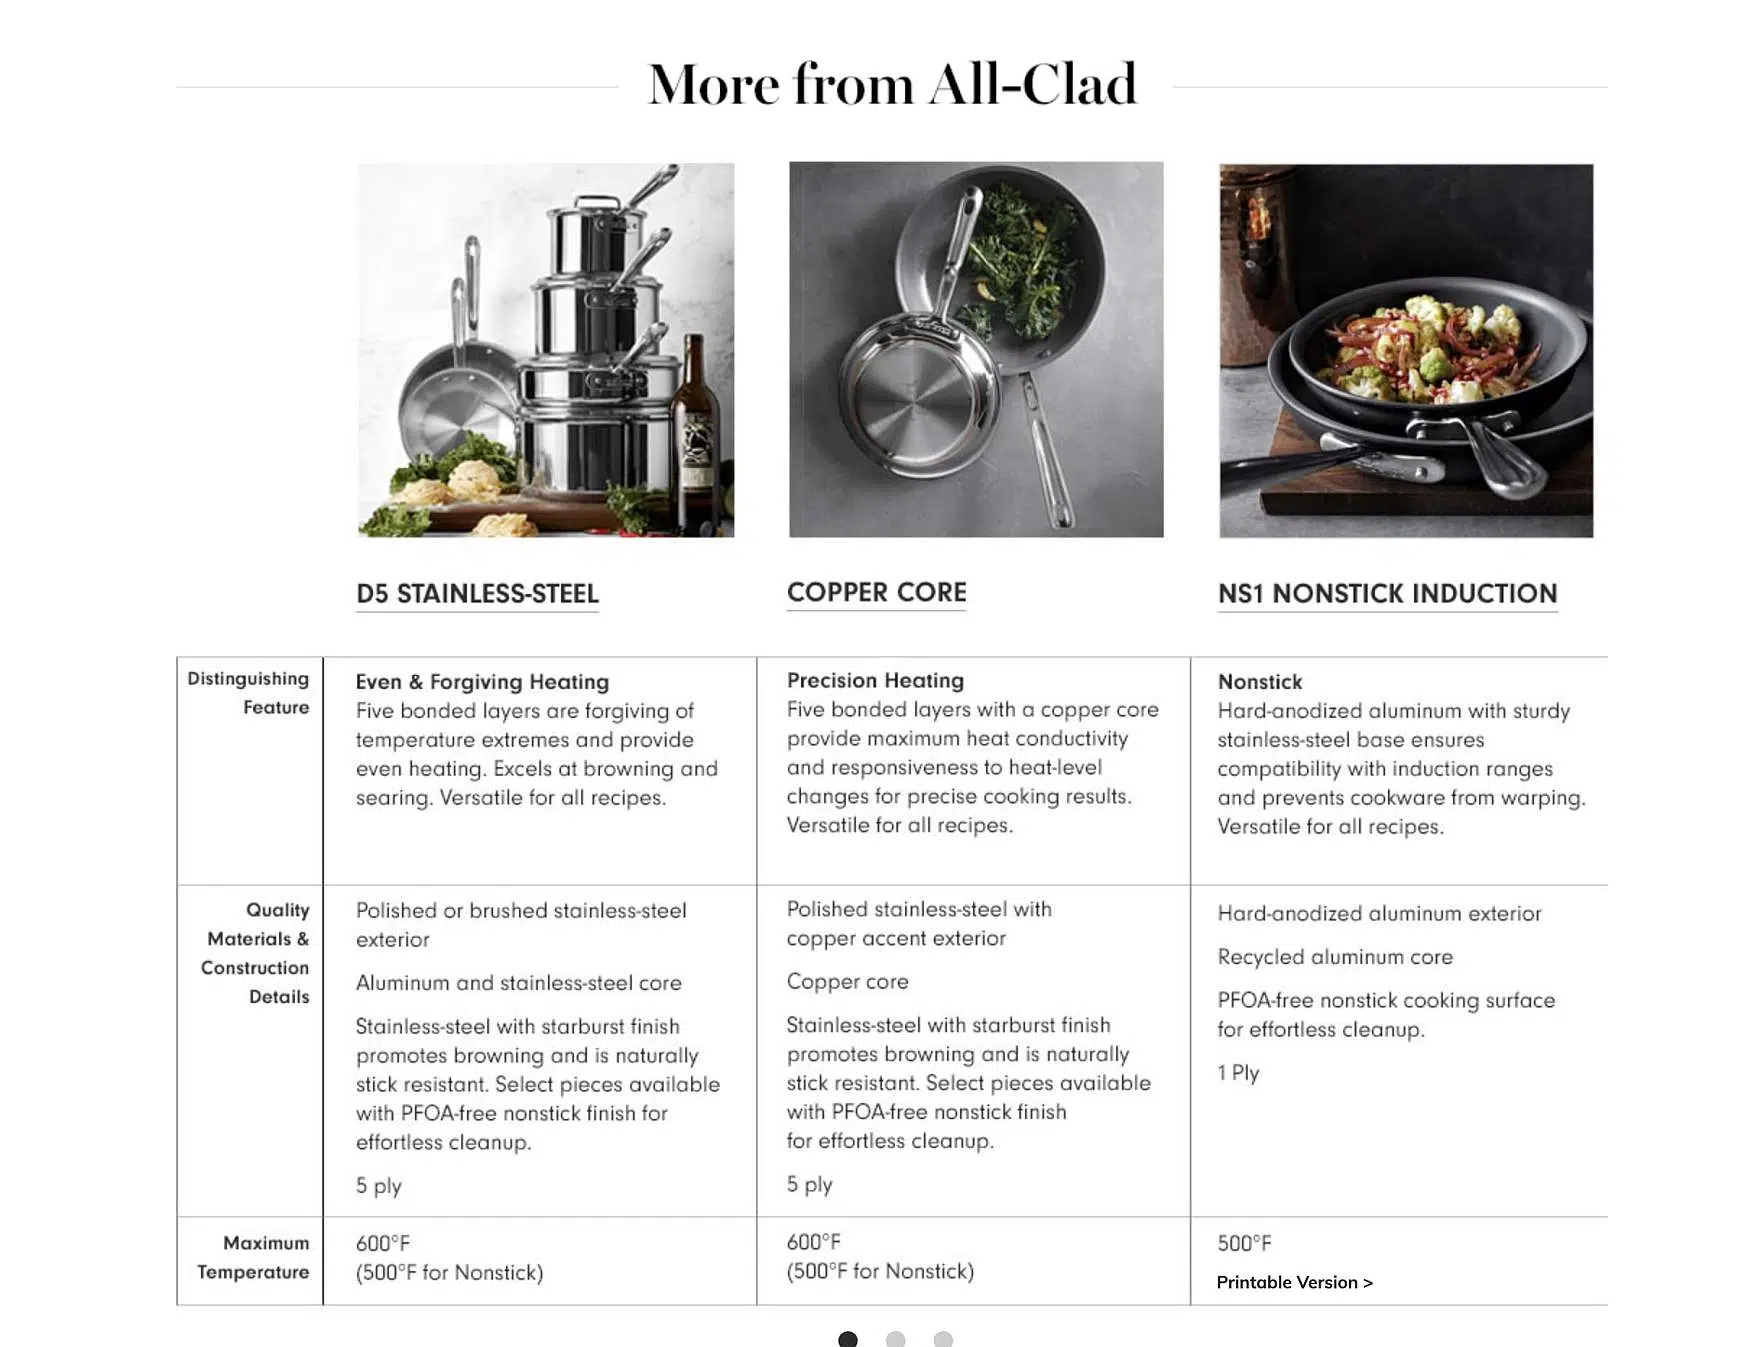 More from All-Clad
D5 STAINLESS-STEEL
COPPER CORE
NS1 NONSTICK INDUCTION
Distinguishing
Feature
Even & Forgiving Heating
Five bonded layers are forgiving of
temperature extremes and provide
even heating. Excels at browning and
searing. Versatile for all recipes.
Precision Heating
Five bonded layers with a copper core
provide maximum heat conductivity
and responsiveness to heat-level
changes for precise cooking results.
Versatile for all recipes.
Nonstick
Hard-anodized aluminum with sturdy
stainless-steel base ensures
compatibility with induction ranges
and prevents cookware from warping.
Versatile for all recipes.
Quality
Materials &
Construction
Details
Polished or brushed stainless-steel
exterior
Aluminum and stainless-steel core
Stainless-steel with starburst finish
promotes browning and is naturally
stick resistant. Select pieces available
with PFOA-free nonstick finish for
effortless cleanup.
5 ply
Polished stainless-steel with
copper accent exterior
Copper core
Stainless-steel with starburst finish
promotes browning and is naturally
stick resistant. Select pieces available
with PFOA-free nonstick finish
for effortless cleanup.
5 ply
Hard-anodized aluminum exterior
Recycled aluminum core
PFOA-free nonstick cooking surface
for effortless cleanup.
1 Ply
Maximum
Temperature
600°F
(500°F for Nonstick)
600°F
(500°F for Nonstick)
500°F
Printable Version >